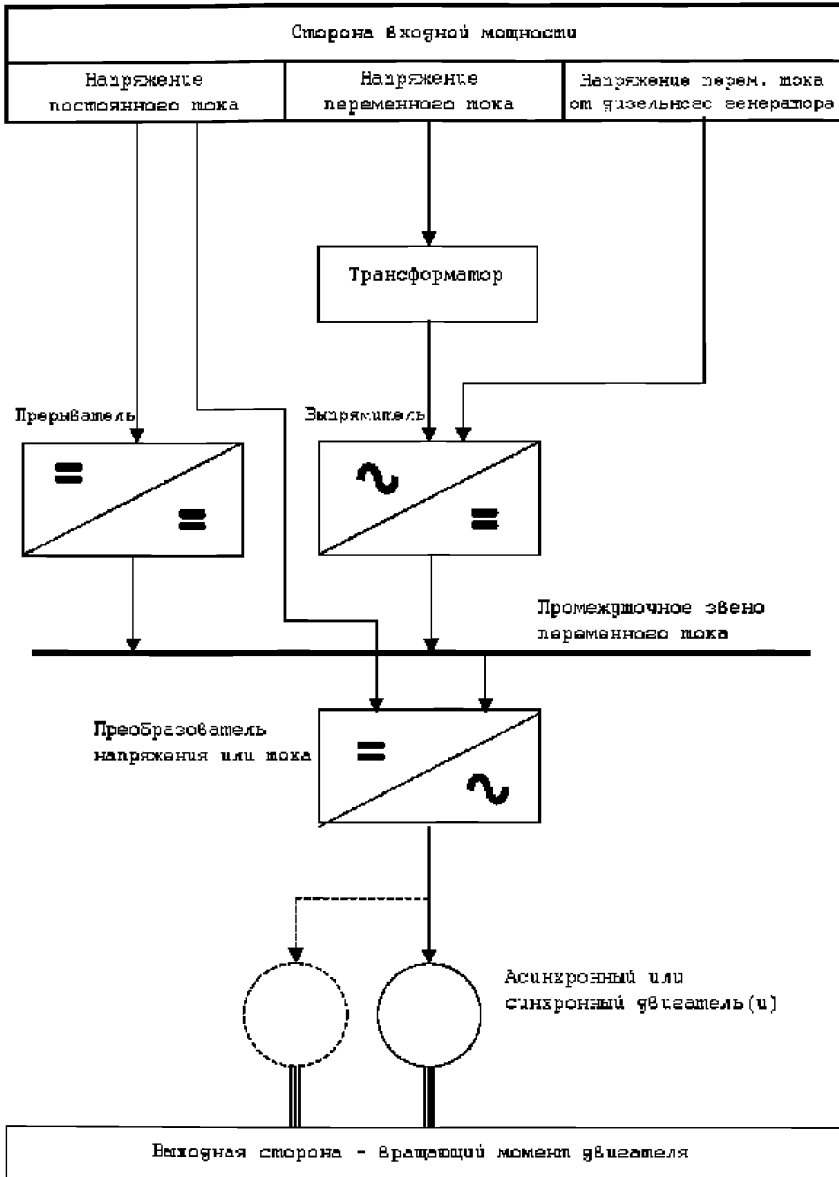 Сторона входной мощности
Напряжение
постоянного тока
Напряжение
переменного тока
Напряжение перем. тока
от дизельного генератора
Трансформатор
Прерыватель
Выпрямитель
Промежуточное звено
переменного тока
Преобразователь
напряжения или тока
Асинхронный или
синхронный двигатель(и)
Выходная сторона - вращающий момент двигателя